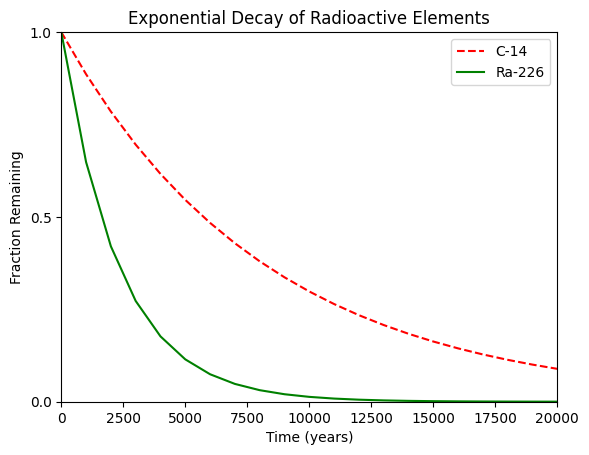 Exponential Decay of Radioactive Elements
1.0
0.5
0.0
Fraction Remaining
C-14
Ra-226
0 2500 5000 7500 10000 12500 15000 17500 20000
Time (years)